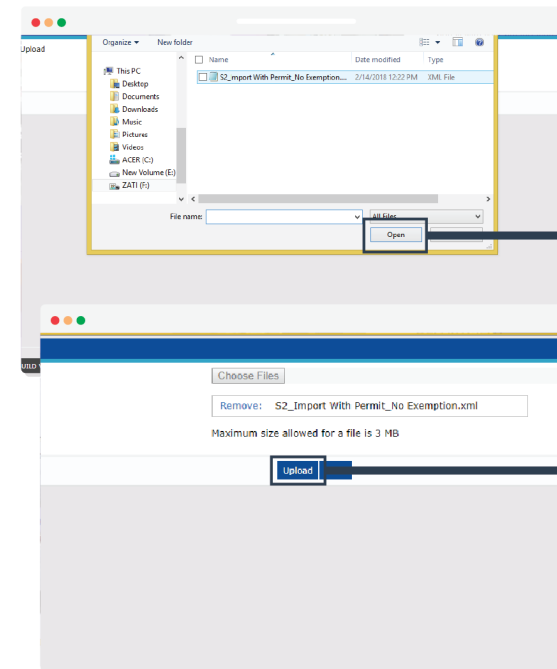 Upload
Organize New folder
Name Date modified Type
This PC
S2_Import With Permit_No Exemption.... 2/14/2018 12:22 PM XML File
Desktop
Documents
Downloads
Music
Pictures
Videos
ACER (C:)
New Volume (E:)
ZATI (F:)
File name: All Files
Open
UILD
Choose Files
Remove: S2_Import With Permit_No Exemption.xml
Maximum size allowed for a file is 3 MB
Upload